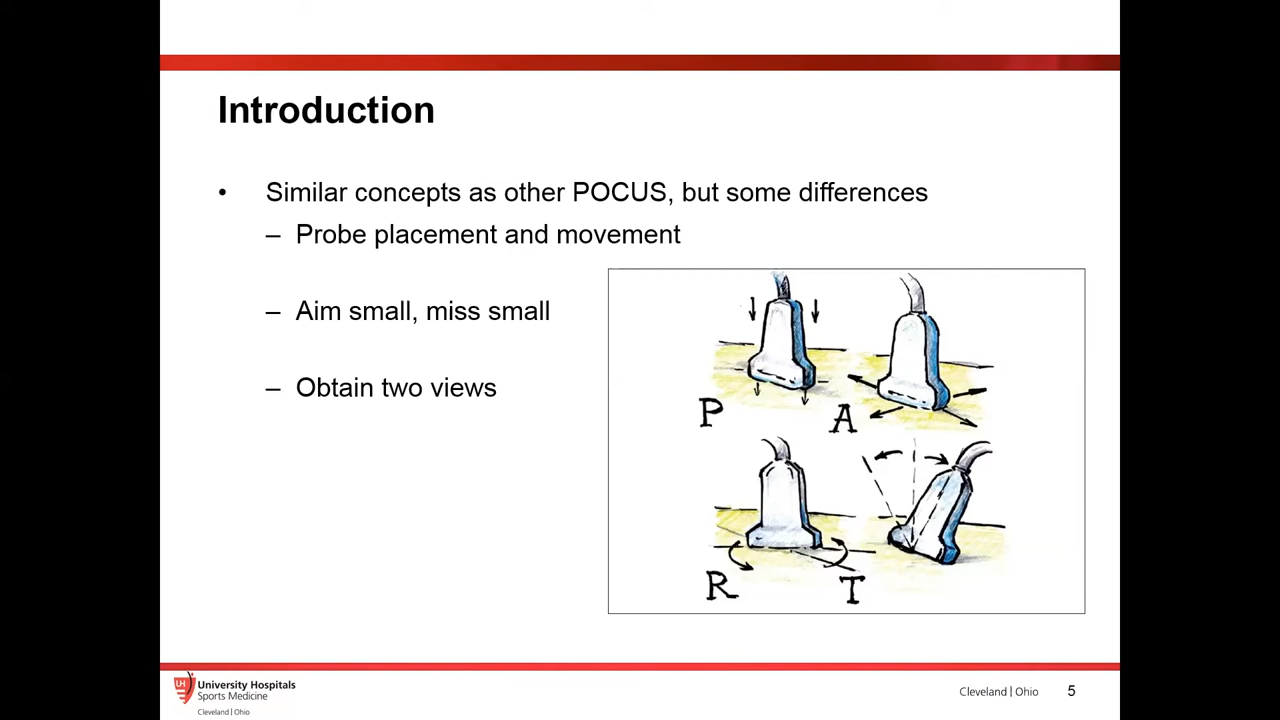 Introduction
• Similar concepts as other POCUS, but some differences
– Probe placement and movement
– Aim small, miss small
– Obtain two views
P
A
R
T
UH
University Hospitals
Sports Medicine
Cleveland | Ohio
Cleveland | Ohio 5